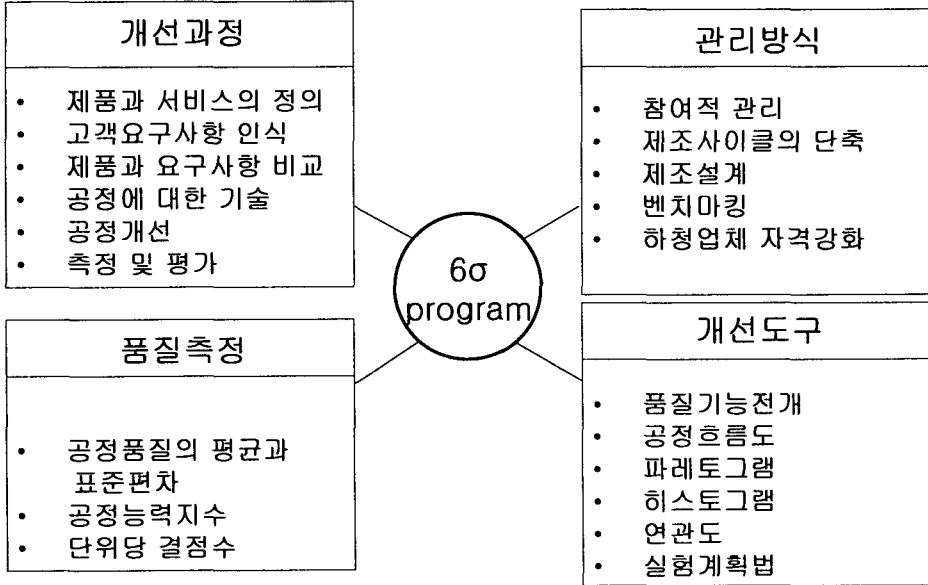 개선과정
• 제품과 서비스의 정의
• 고객요구사항 인식
• 제품과 요구사항 비교
• 공정에 대한 기술
• 공정개선
• 측정 및 평가
관리방식
• 참여적 관리
• 제조사이클의 단축
• 제조설계
• 벤치마킹
• 하청업체 자격강화
6σ
program
품질측정
• 공정품질의 평균과
표준편차
• 공정능력지수
• 단위당 결점수
개선도구
• 품질기능전개
• 공정흐름도
• 파레토그램
• 히스토그램
• 연관도
• 실험계획법